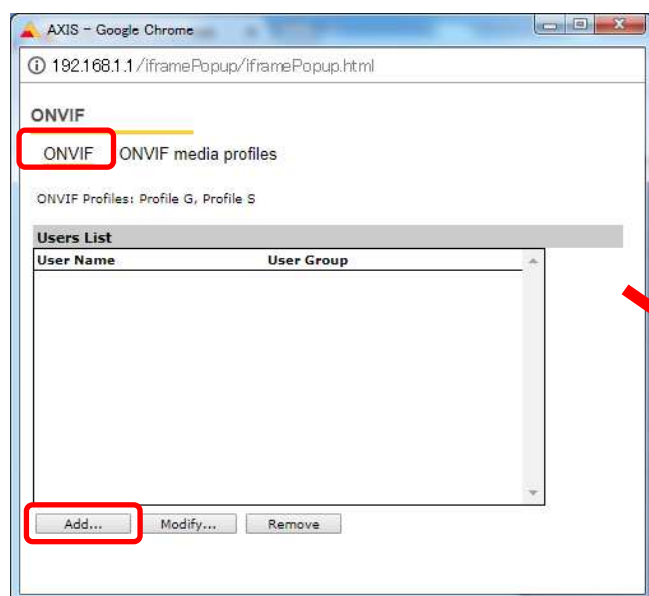 AXIS - Google Chrome
192.168.1.1/iframePopup/iframePopup.html
ONVIF
ONVIF ONVIF media profiles
ONVIF Profiles: Profile G, Profile S
Users List
User Name User Group
Add... Modify... Remove